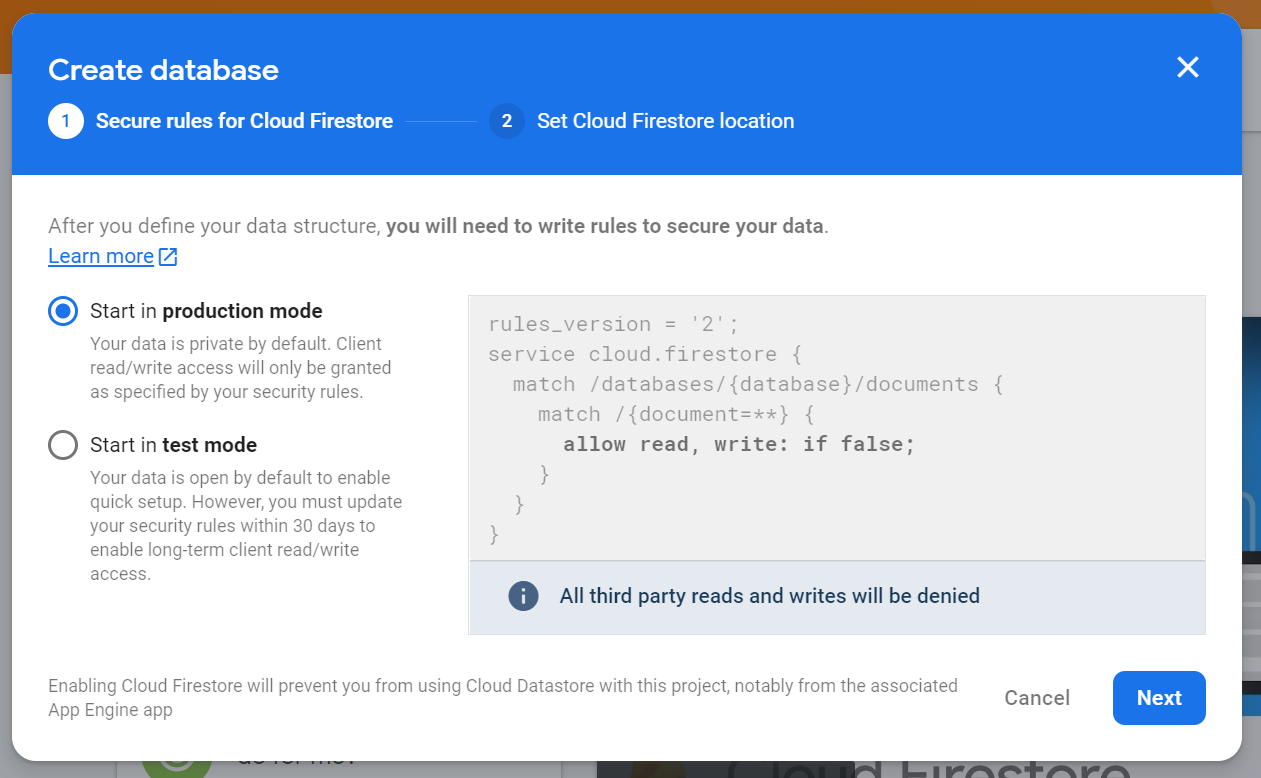 Create database
1 Secure rules for Cloud Firestore 2 Set Cloud Firestore location
After you define your data structure, you will need to write rules to secure your data.
Learn more
Start in production mode
Your data is private by default. Client
read/write access will only be granted
as specified by your security rules.
Start in test mode
Your data is open by default to enable
quick setup. However, you must update
your security rules within 30 days to
enable long-term client read/write
access.
rules_version = '2';
service cloud.firestore {
  match /databases/{database}/documents {
    match /{document=**} {
      allow read, write: if false;
    }
  }
}
All third party reads and writes will be denied
Enabling Cloud Firestore will prevent you from using Cloud Datastore with this project, notably from the associated
App Engine app
Cancel Next
do for me?
Cloud Firestore